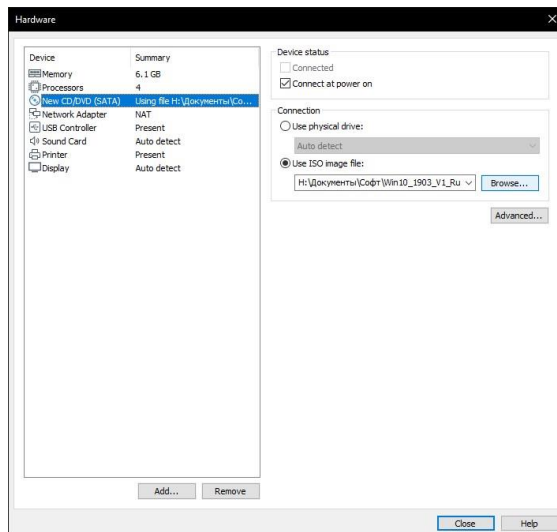 Hardware
Device Summary
Memory 6.1 GB
Processors 4
New CD/DVD (SATA) Using file H:\Документы\Со...
Network Adapter NAT
USB Controller Present
Sound Card Auto detect
Printer Present
Display Auto detect
Add... Remove
Device status
Connected
Connect at power on
Connection
Use physical drive:
Auto detect
Use ISO image file:
H:\Документы\Софт\Win10_1903_V1_Ru Browse...
Advanced...
Close Help